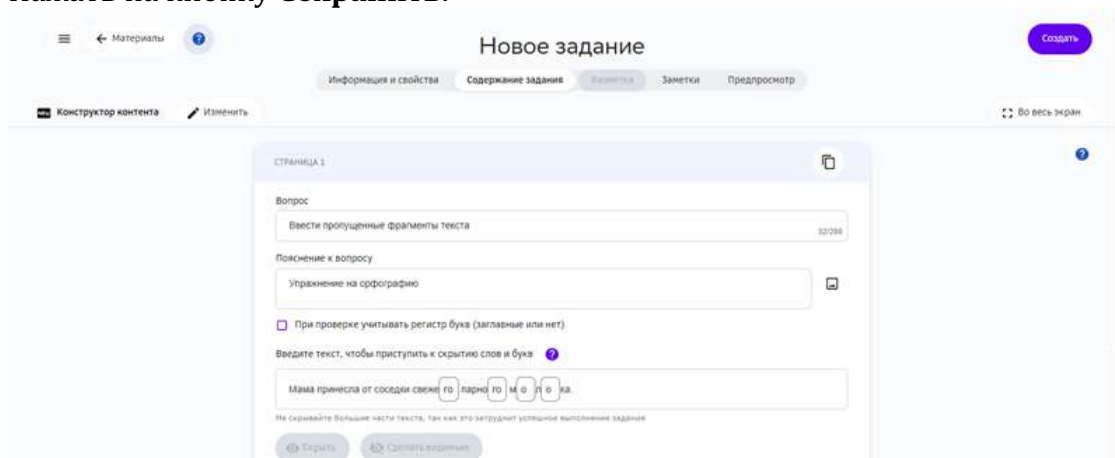 нажать на кнопку Сохранить.
Материалы
?
Новое задание
Создать
Информация и свойства Содержание задания Разметка Заметки Предпросмотр
Конструктор контента Изменить Во весь экран
СТРАНИЦА 1
?
Вопрос
Ввести пропущенные фрагменты текста
32/200
Пояснение к вопросу
Упражнение на орфографию
При проверке учитывать регистр букв (заглавные или нет)
Введите текст, чтобы приступить к скрытию слов и букв ?
Мама принесла от соседки свеже го парно го м о л о ка.
Не скрывайте большие части текста, так как это затруднит успешное выполнение задания
Скрыть Сделать видимым